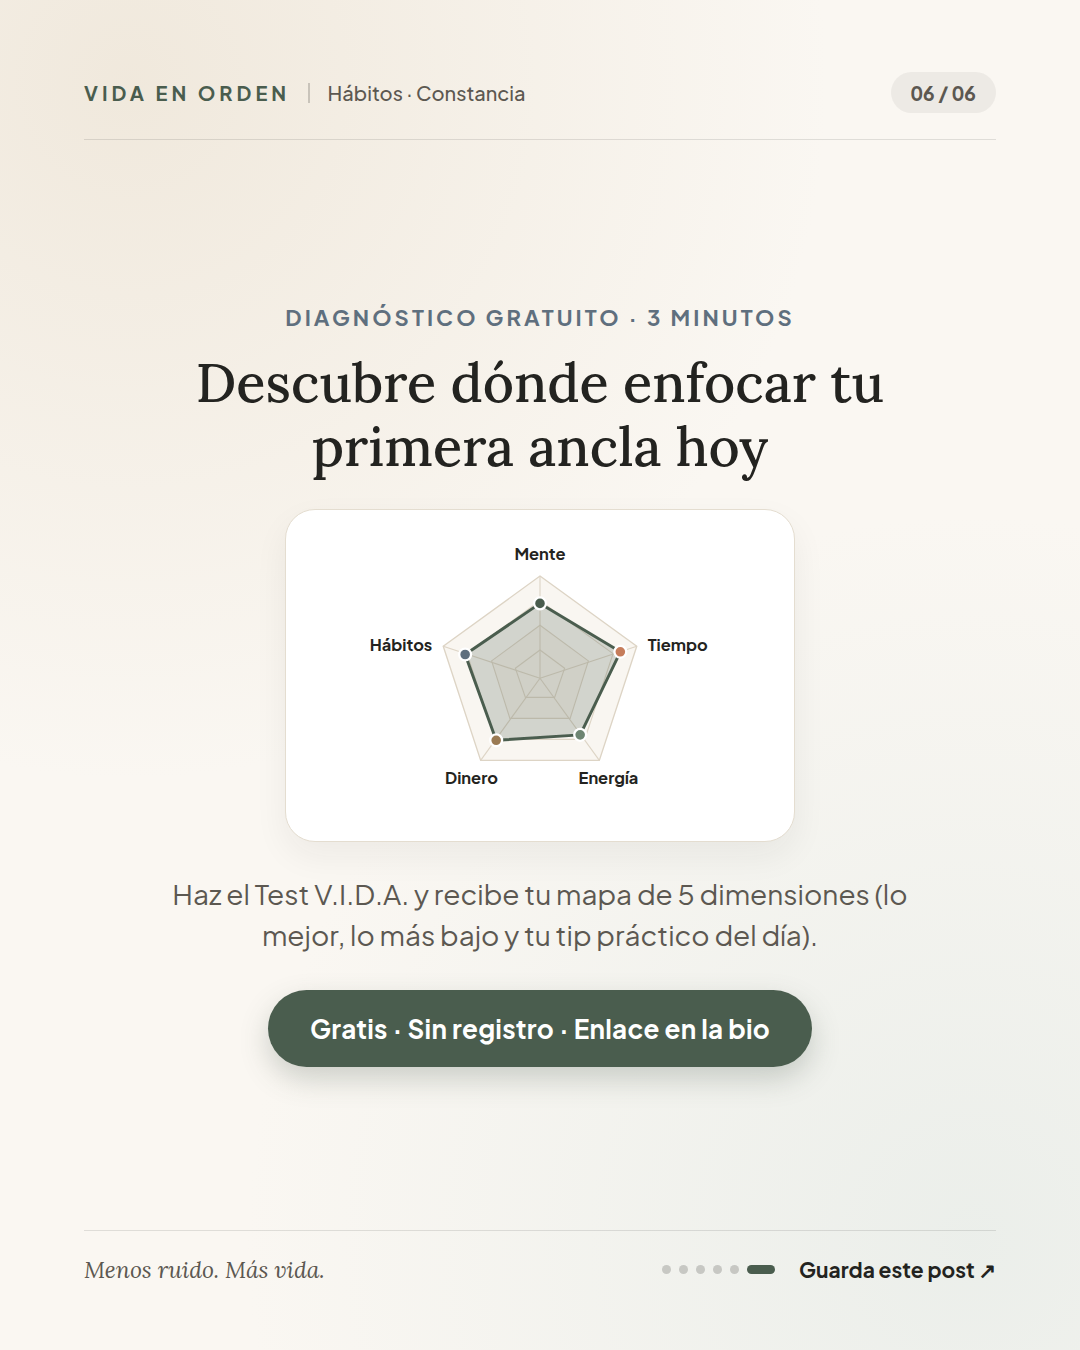 VIDA EN ORDEN | Hábitos · Constancia
06 / 06
DIAGNÓSTICO GRATUITO · 3 MINUTOS
Descubre dónde enfocar tu
primera ancla hoy
Mente
Hábitos
Tiempo
Dinero
Energía
Haz el Test V.I.D.A. y recibe tu mapa de 5 dimensiones (lo
mejor, lo más bajo y tu tip práctico del día).
Gratis · Sin registro · Enlace en la bio
Menos ruido. Más vida.
Guarda este post ↗